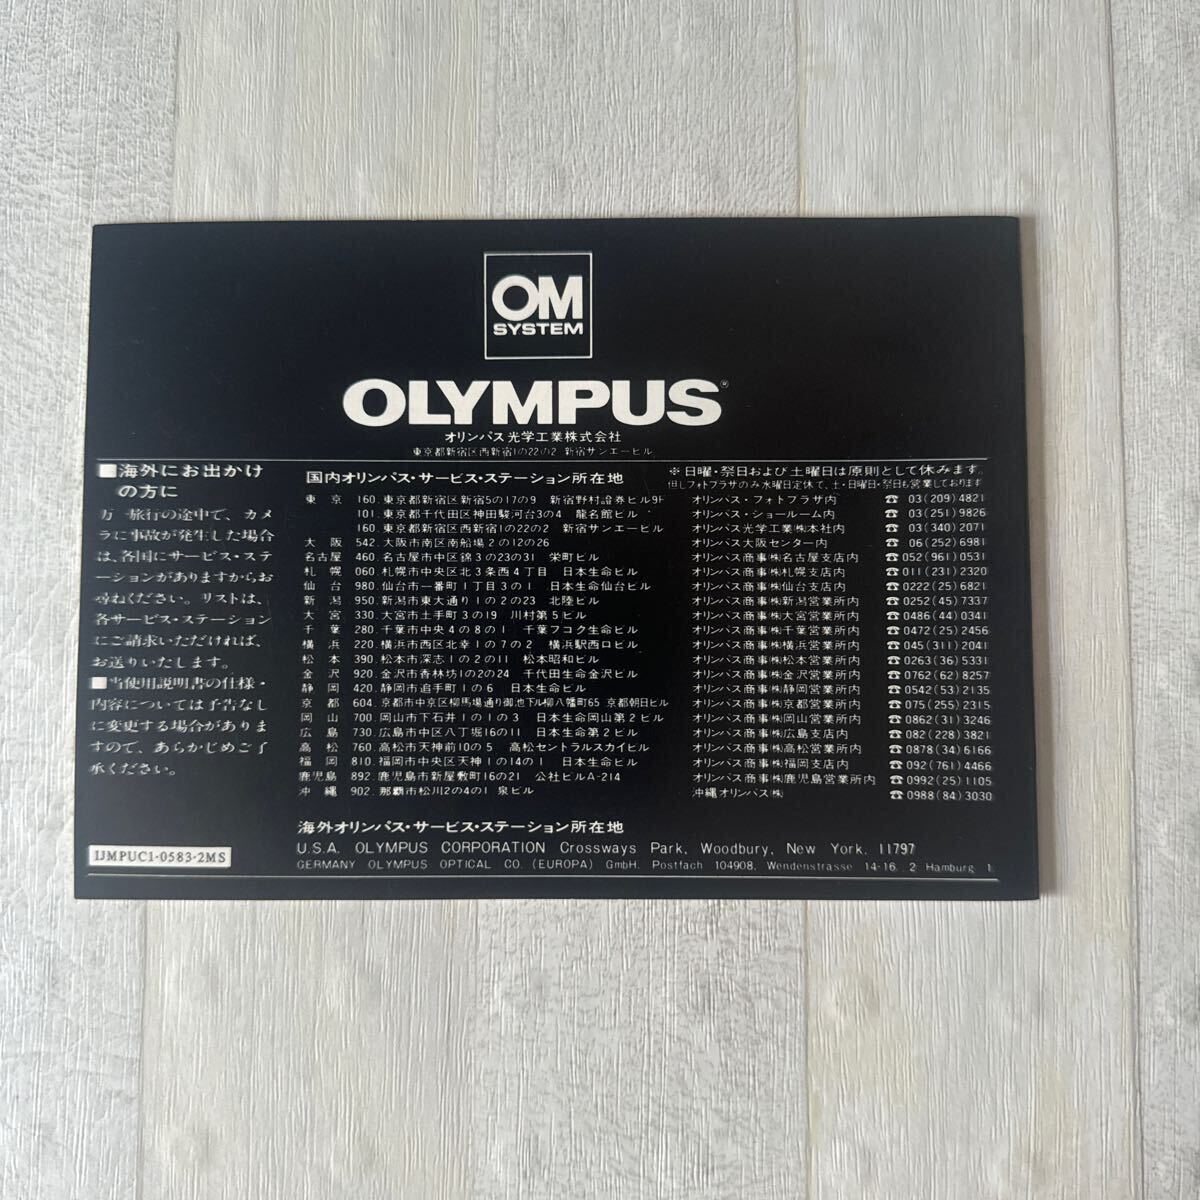 OM
SYSTEM
OLYMPUS®
オリンパス光学工業株式会社
東京都新宿区西新宿1の22の2 新宿サンエービル
■海外にお出かけ
の方に
万一旅行の途中で、カメ
ラに事故が発生した場合
は、各国にサービス・ステ
ーションがありますからお
尋ねください。リストは、
各サービス・ステーション
にご請求いただければ、
お送りいたします。
■当使用説明書の仕様・
内容については予告なし
に変更する場合がありま
すので、あらかじめご了
承ください。
IJMPUC1-0583-2MS
国内オリンパス・サービス・ステーション所在地
※日曜・祭日および土曜日は原則として休みます。
但しフォトプラザのみ水曜日定休で、土・日曜日・祭日も営業しております
東京 160. 東京都新宿区新宿5の17の9 新宿野村證券ビル9F オリンパス・フォトプラザ内 ☎03(209)4821
101. 東京都千代田区神田駿河台3の4 龍名館ビル オリンパス・ショールーム内 ☎03(251)9826
160. 東京都新宿区西新宿1の22の2 新宿サンエービル オリンパス光学工業㈱本社内 ☎03(340)2071
大阪 542. 大阪市南区南船場2の12の26 オリンパス大阪センター内 ☎06(252)6981
名古屋 460. 名古屋市中区錦3の23の31 栄町ビル オリンパス商事㈱名古屋支店内 ☎052(961)0531
札幌 060. 札幌市中央区北3条西4丁目 日本生命ビル オリンパス商事㈱札幌支店内 ☎011(231)2320
仙台 980. 仙台市一番町1丁目3の1 日本生命仙台ビル オリンパス商事㈱仙台支店内 ☎0222(25)6821
新潟 950. 新潟市東大通り1の2の23 北陸ビル オリンパス商事㈱新潟営業所内 ☎0252(45)7337
大宮 330. 大宮市土手町3の19 川村第5ビル オリンパス商事㈱大宮営業所内 ☎0486(44)0341
千葉 280. 千葉市中央4の8の1 千葉フコク生命ビル オリンパス商事㈱千葉営業所内 ☎0472(25)2456
横浜 220. 横浜市西区北幸1の7の2 横浜駅西口ビル オリンパス商事㈱横浜営業所内 ☎045(311)2041
松本 390. 松本市深志1の2の11 松本昭和ビル オリンパス商事㈱松本営業所内 ☎0263(36)5331
金沢 920. 金沢市香林坊1の2の24 千代田生命金沢ビル オリンパス商事㈱金沢営業所内 ☎0762(62)8257
静岡 420. 静岡市追手町1の6 日本生命ビル オリンパス商事㈱静岡営業所内 ☎0542(53)2135
京都 604. 京都市中京区柳馬場通り御池下ル柳八幡町65 京都朝日ビル オリンパス商事㈱京都営業所内 ☎075(255)2315
岡山 700. 岡山市下石井1の1の3 日本生命岡山第2ビル オリンパス商事㈱岡山営業所内 ☎0862(31)3246
広島 730. 広島市中区八丁堀16の11 日本生命第2ビル オリンパス商事㈱広島支店内 ☎082(228)3821
高松 760. 高松市天神前10の5 高松セントラルスカイビル オリンパス商事㈱高松営業所内 ☎0878(34)6166
福岡 810. 福岡市中央区天神1の14の1 日本生命ビル オリンパス商事㈱福岡支店内 ☎092(761)4466
鹿児島 892. 鹿児島市新屋敷町16の21 公社ビルA-214 オリンパス商事㈱鹿児島営業所内 ☎0992(25)1105
沖縄 902. 那覇市松川2の4の1 泉ビル 沖縄オリンパス㈱ ☎0988(84)3030
海外オリンパス・サービス・ステーション所在地
U.S.A. OLYMPUS CORPORATION Crossways Park, Woodbury, New York, 11797
GERMANY OLYMPUS OPTICAL CO. (EUROPA) GmbH. Postfach 104908, Wendenstrasse 14-16, 2 Hamburg 1